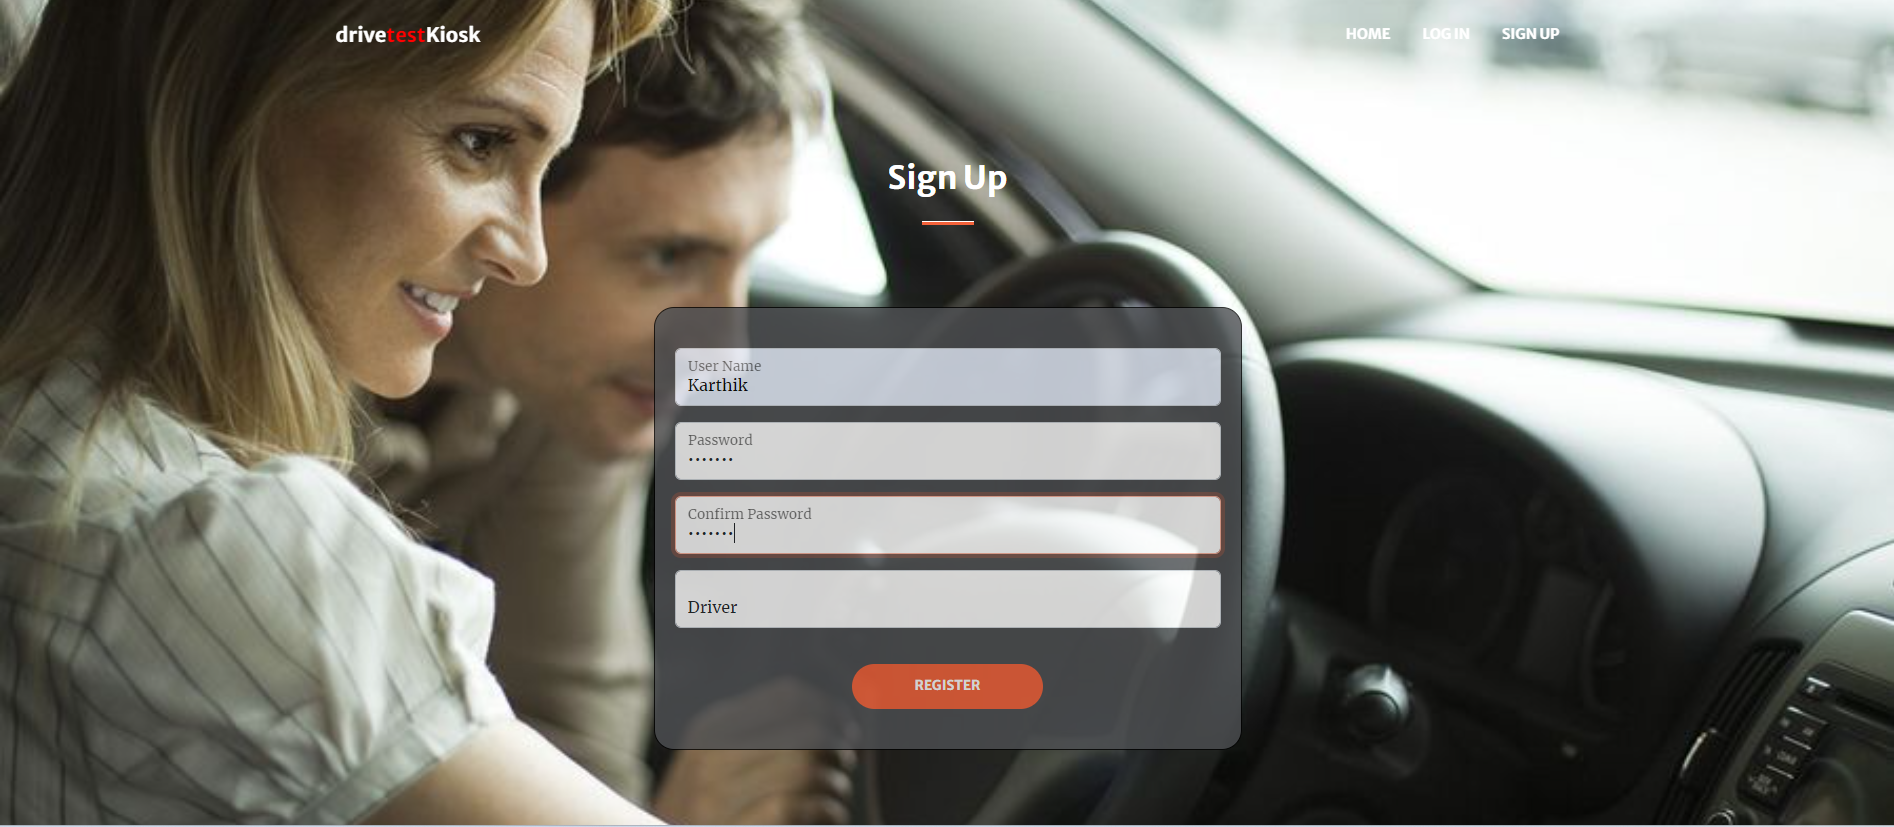 drivetestKiosk
HOME LOG IN SIGN UP
Sign Up
User Name
Karthik
Password
•••••••
Confirm Password
•••••••
Driver
REGISTER